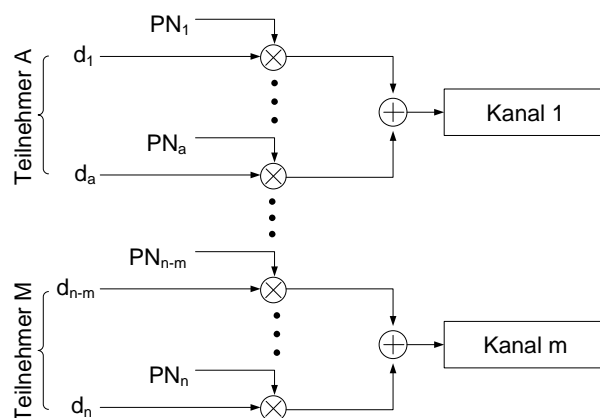 PN1
d1
Teilnehmer A
Kanal 1
PNa
da
PNn-m
dn-m
Teilnehmer M
Kanal m
PNn
dn